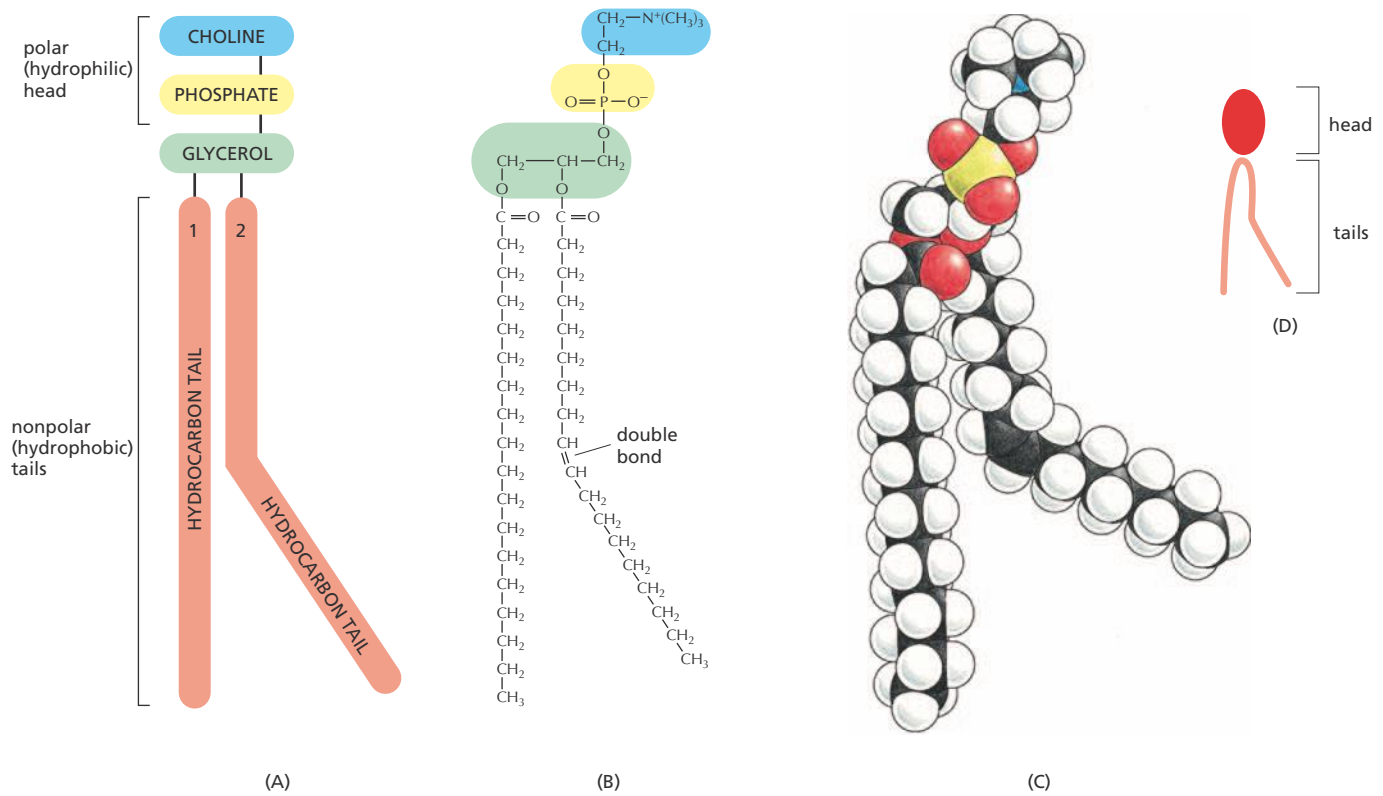 polar
(hydrophilic)
head
CHOLINE
PHOSPHATE
GLYCEROL
1
2
nonpolar
(hydrophobic)
tails
HYDROCARBON TAIL
HYDROCARBON TAIL
(A)
CH₂—N⁺(CH₃)₃
CH₂
O
O=P—O⁻
O
CH₂—CH—CH₂
O O
C=O C=O
CH₂ CH₂
CH₂ CH₂
CH₂ CH₂
CH₂ CH₂
CH₂ CH₂
CH₂ CH₂
CH₂ CH₂
CH₂ CH
CH₂ CH
CH₂ CH₂
CH₂ CH₂
CH₂ CH₂
CH₂ CH₂
CH₂ CH₂
CH₂ CH₂
CH₂ CH₂
CH₃ CH₃
double
bond
(B)
(C)
head
tails
(D)